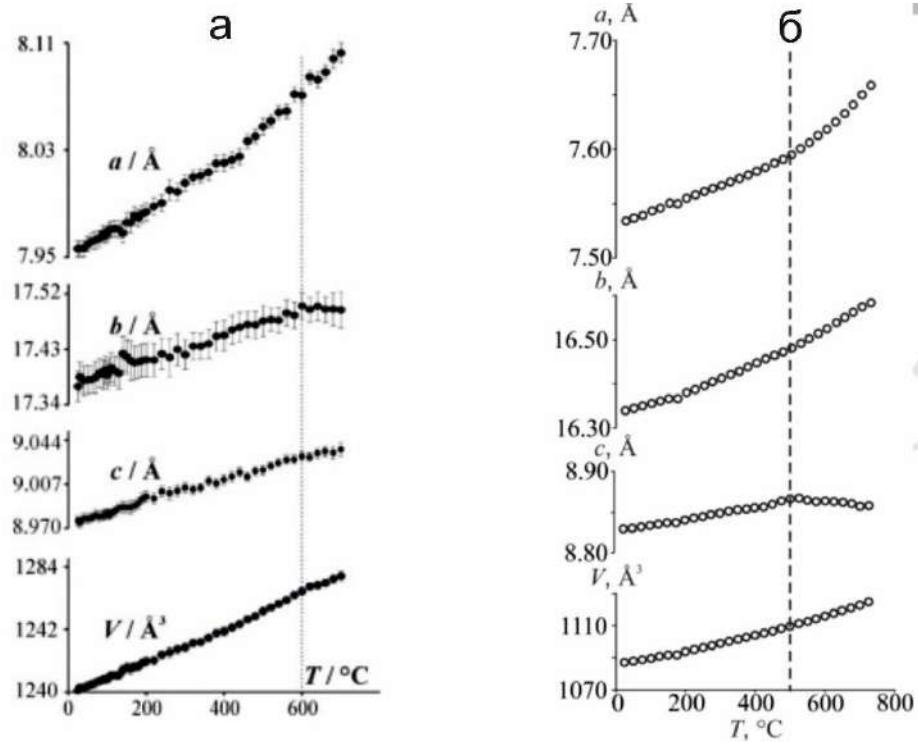 а
8.11
8.03
a / Å
7.95
17.52
b / Å
17.43
17.34
9.044
c / Å
9.007
8.970
1284
1242
V / Å³
T / °C
1240
0
200
400
600
б
a, Å
7.70
7.60
7.50
b, Å
16.50
16.30
c, Å
8.90
8.80
V, Å³
1110
1070
0
200
400
600
800
T, °C